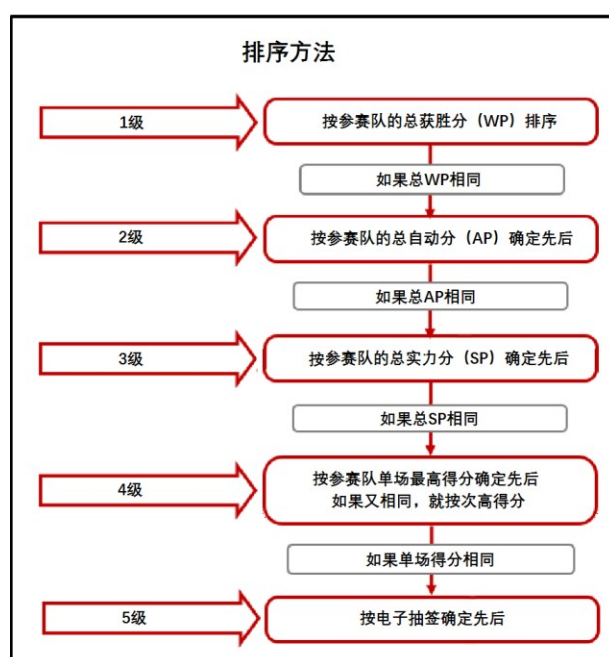 排序方法
1级
按参赛队的总获胜分（WP）排序
如果总WP相同
2级
按参赛队的总自动分（AP）确定先后
如果总AP相同
3级
按参赛队的总实力分（SP）确定先后
如果总SP相同
4级
按参赛队单场最高得分确定先后
如果又相同，就按次高得分
如果单场得分相同
5级
按电子抽签确定先后